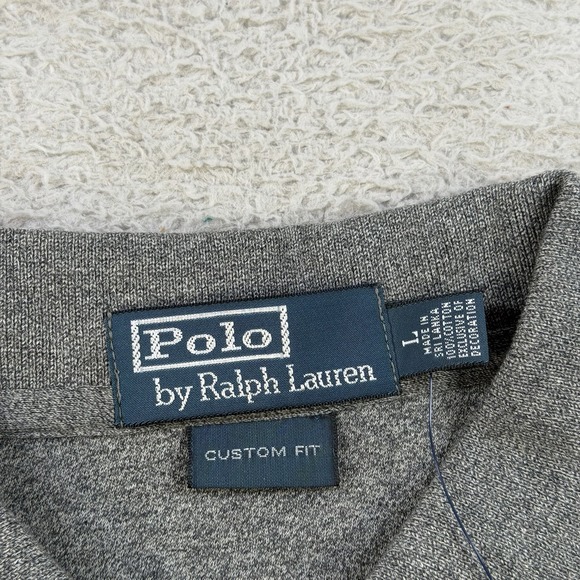 Polo
by Ralph Lauren
L
MADE IN
SRI LANKA
100% COTTON
EXCLUSIVE OF
DECORATION
CUSTOM FIT